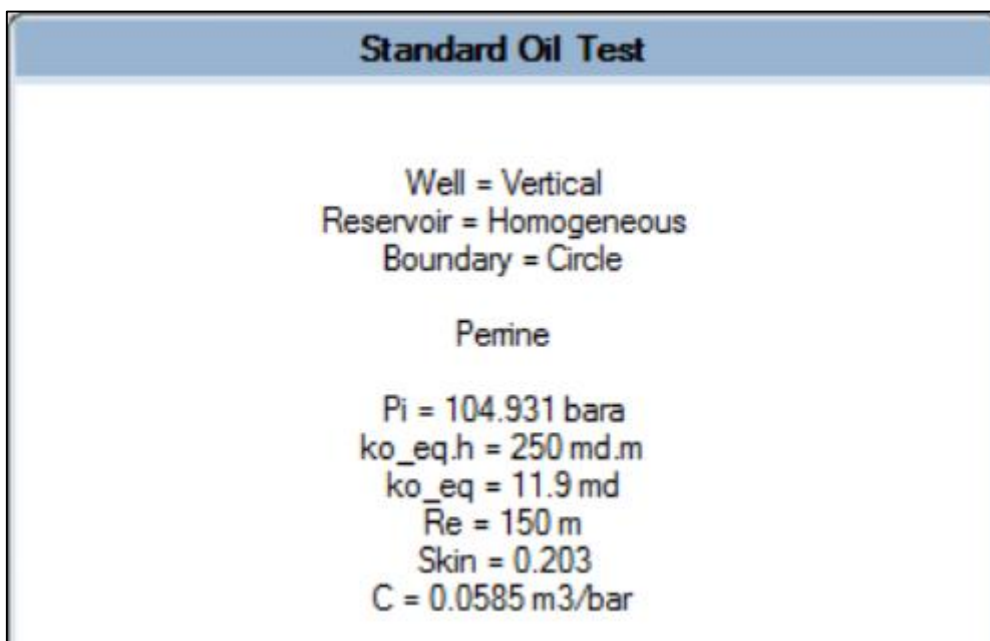 Standard Oil Test
Well = Vertical
Reservoir = Homogeneous
Boundary = Circle
Perrine
Pi = 104.931 bara
ko_eq.h = 250 md.m
ko_eq = 11.9 md
Re = 150 m
Skin = 0.203
C = 0.0585 m3/bar